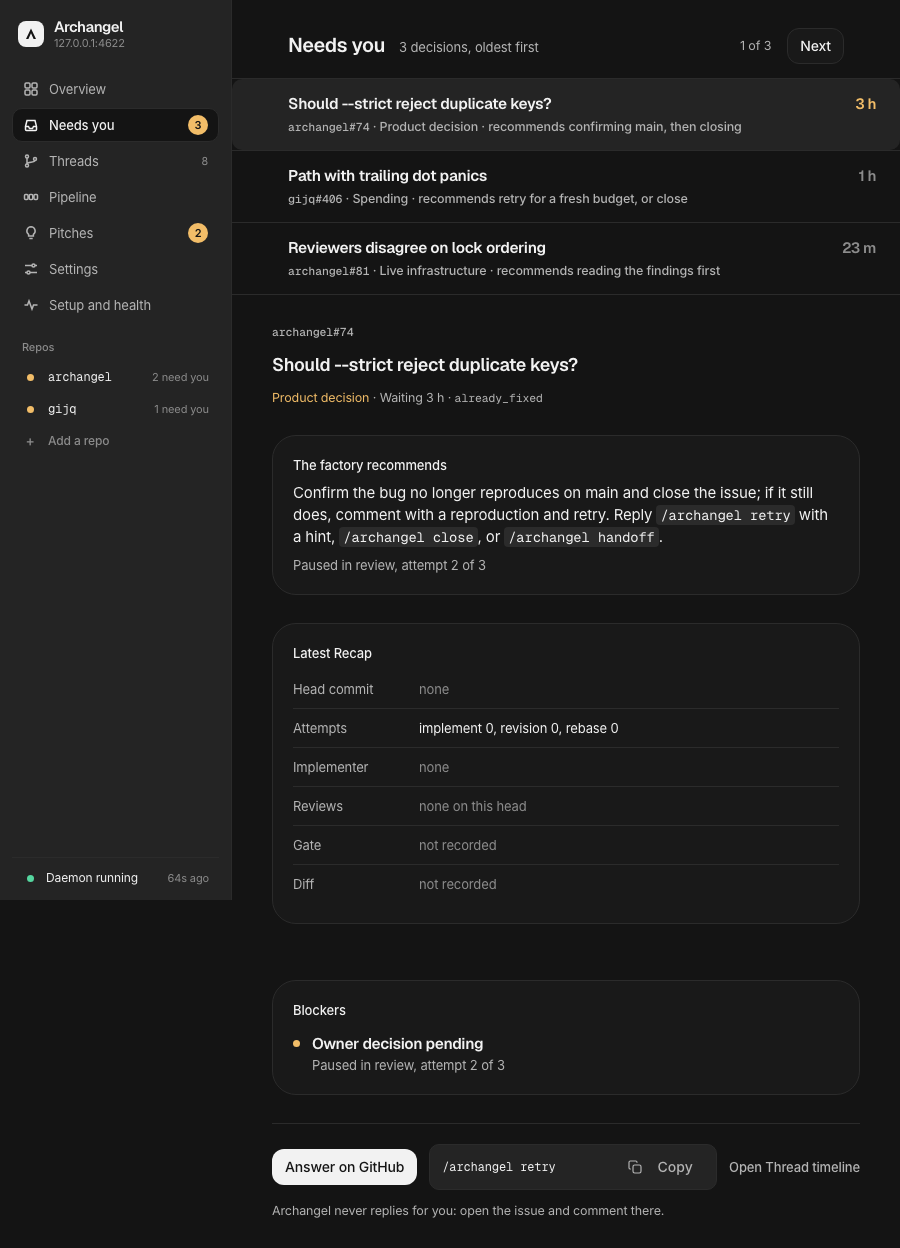 Archangel
127.0.0.1:4622
Overview
Needs you 3
Threads 8
Pipeline
Pitches 2
Settings
Setup and health
Repos
archangel 2 need you
gijq 1 need you
+ Add a repo
Daemon running 64s ago
Needs you 3 decisions, oldest first 1 of 3 Next
Should --strict reject duplicate keys? 3 h
archangel#74 · Product decision · recommends confirming main, then closing
Path with trailing dot panics 1 h
gijq#406 · Spending · recommends retry for a fresh budget, or close
Reviewers disagree on lock ordering 23 m
archangel#81 · Live infrastructure · recommends reading the findings first
archangel#74
Should --strict reject duplicate keys?
Product decision · Waiting 3 h · already_fixed
The factory recommends
Confirm the bug no longer reproduces on main and close the issue; if it still
does, comment with a reproduction and retry. Reply /archangel retry with
a hint, /archangel close, or /archangel handoff.
Paused in review, attempt 2 of 3
Latest Recap
Head commit none
Attempts implement 0, revision 0, rebase 0
Implementer none
Reviews none on this head
Gate not recorded
Diff not recorded
Blockers
Owner decision pending
Paused in review, attempt 2 of 3
Answer on GitHub /archangel retry Copy Open Thread timeline
Archangel never replies for you: open the issue and comment there.